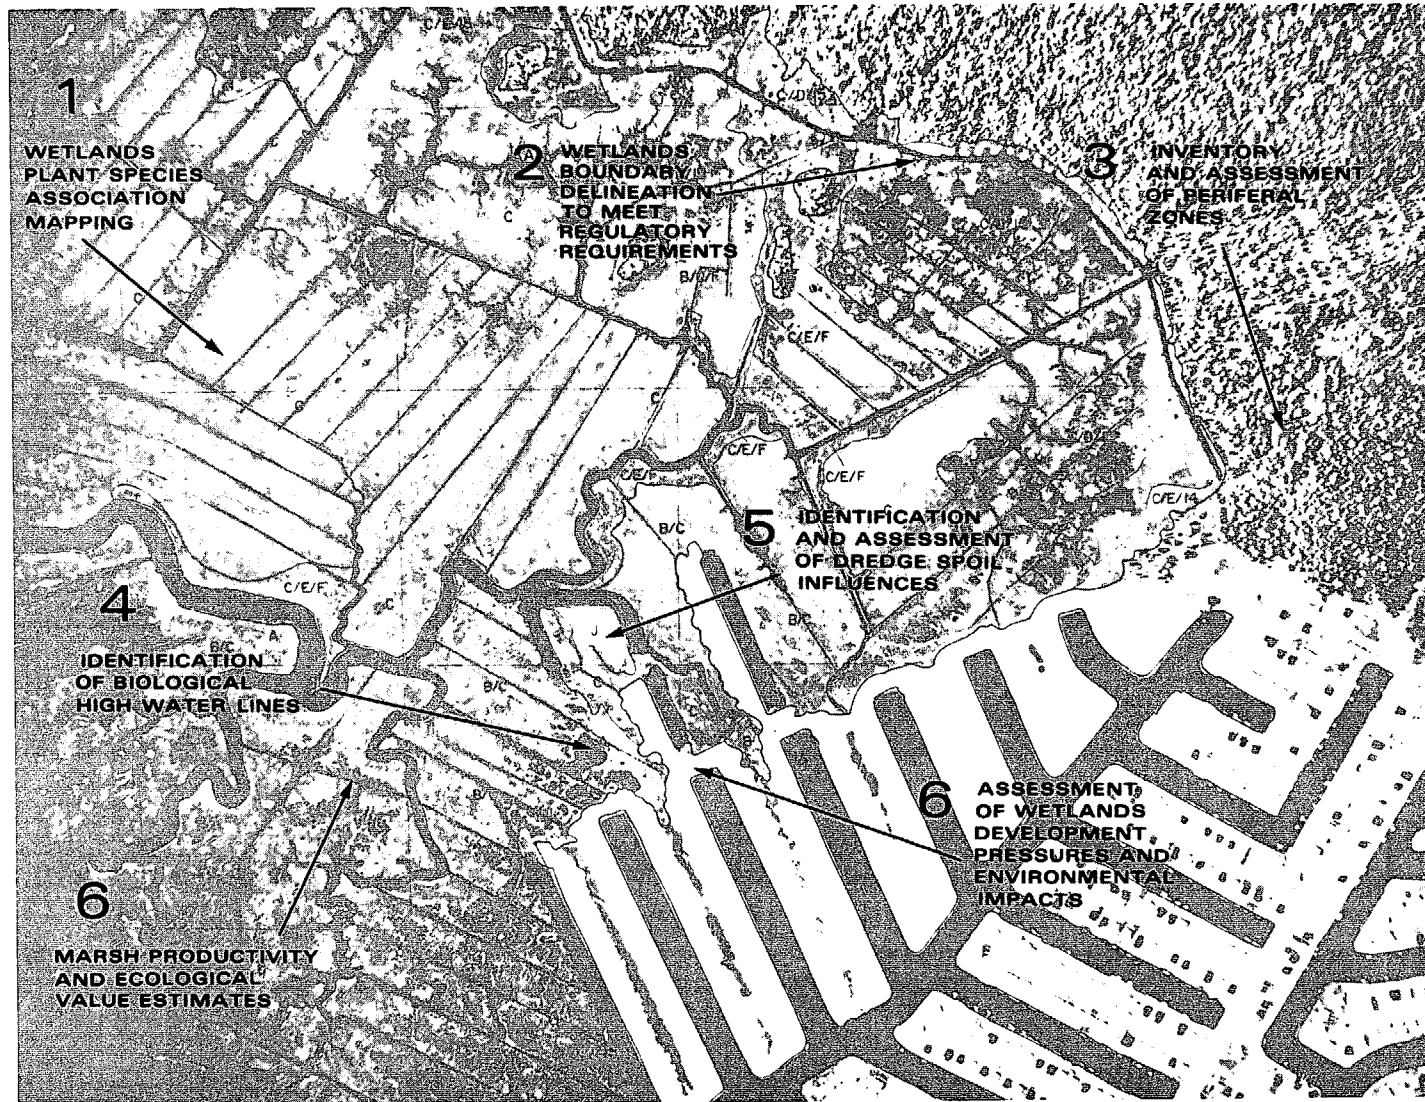 C/E/15
1
WETLANDS
PLANT SPECIES
ASSOCIATION
MAPPING
2
WETLANDS
BOUNDARY
DELINEATION
TO MEET
REGULATORY
REQUIREMENTS
3
INVENTORY
AND ASSESSMENT
OF PERIFERAL
ZONES
C
C
C
C/E/F
C
C
C/E/F
C/E/F
C/E/F
C/E/14
B/C
5
IDENTIFICATION
AND ASSESSMENT
OF DREDGE SPOIL
INFLUENCES
C/E/F
C
B/C
J
4
A
B/C
IDENTIFICATION
OF BIOLOGICAL
HIGH WATER LINES
B/C
C
6
ASSESSMENT
OF WETLANDS
DEVELOPMENT
PRESSURES AND
ENVIRONMENTAL
IMPACTS
B
6
MARSH PRODUCTIVITY
AND ECOLOGICAL
VALUE ESTIMATES
E